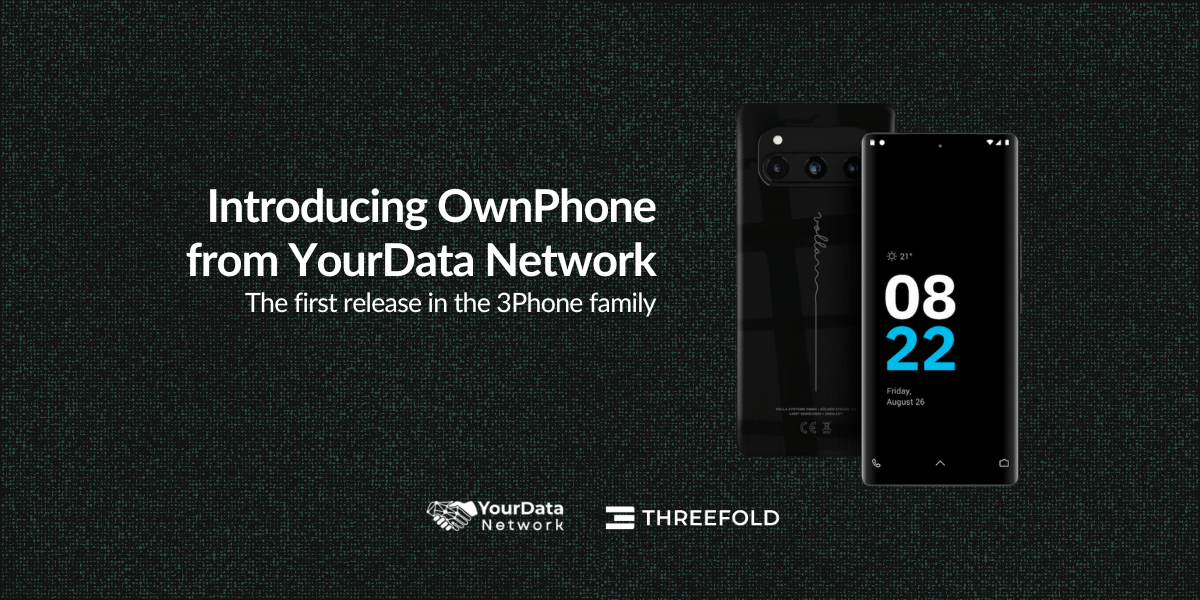 Introducing OwnPhone
from YourData Network
The first release in the 3Phone family
volla
21°
08
22
Friday,
August 26
YourData
Network
THREEFOLD